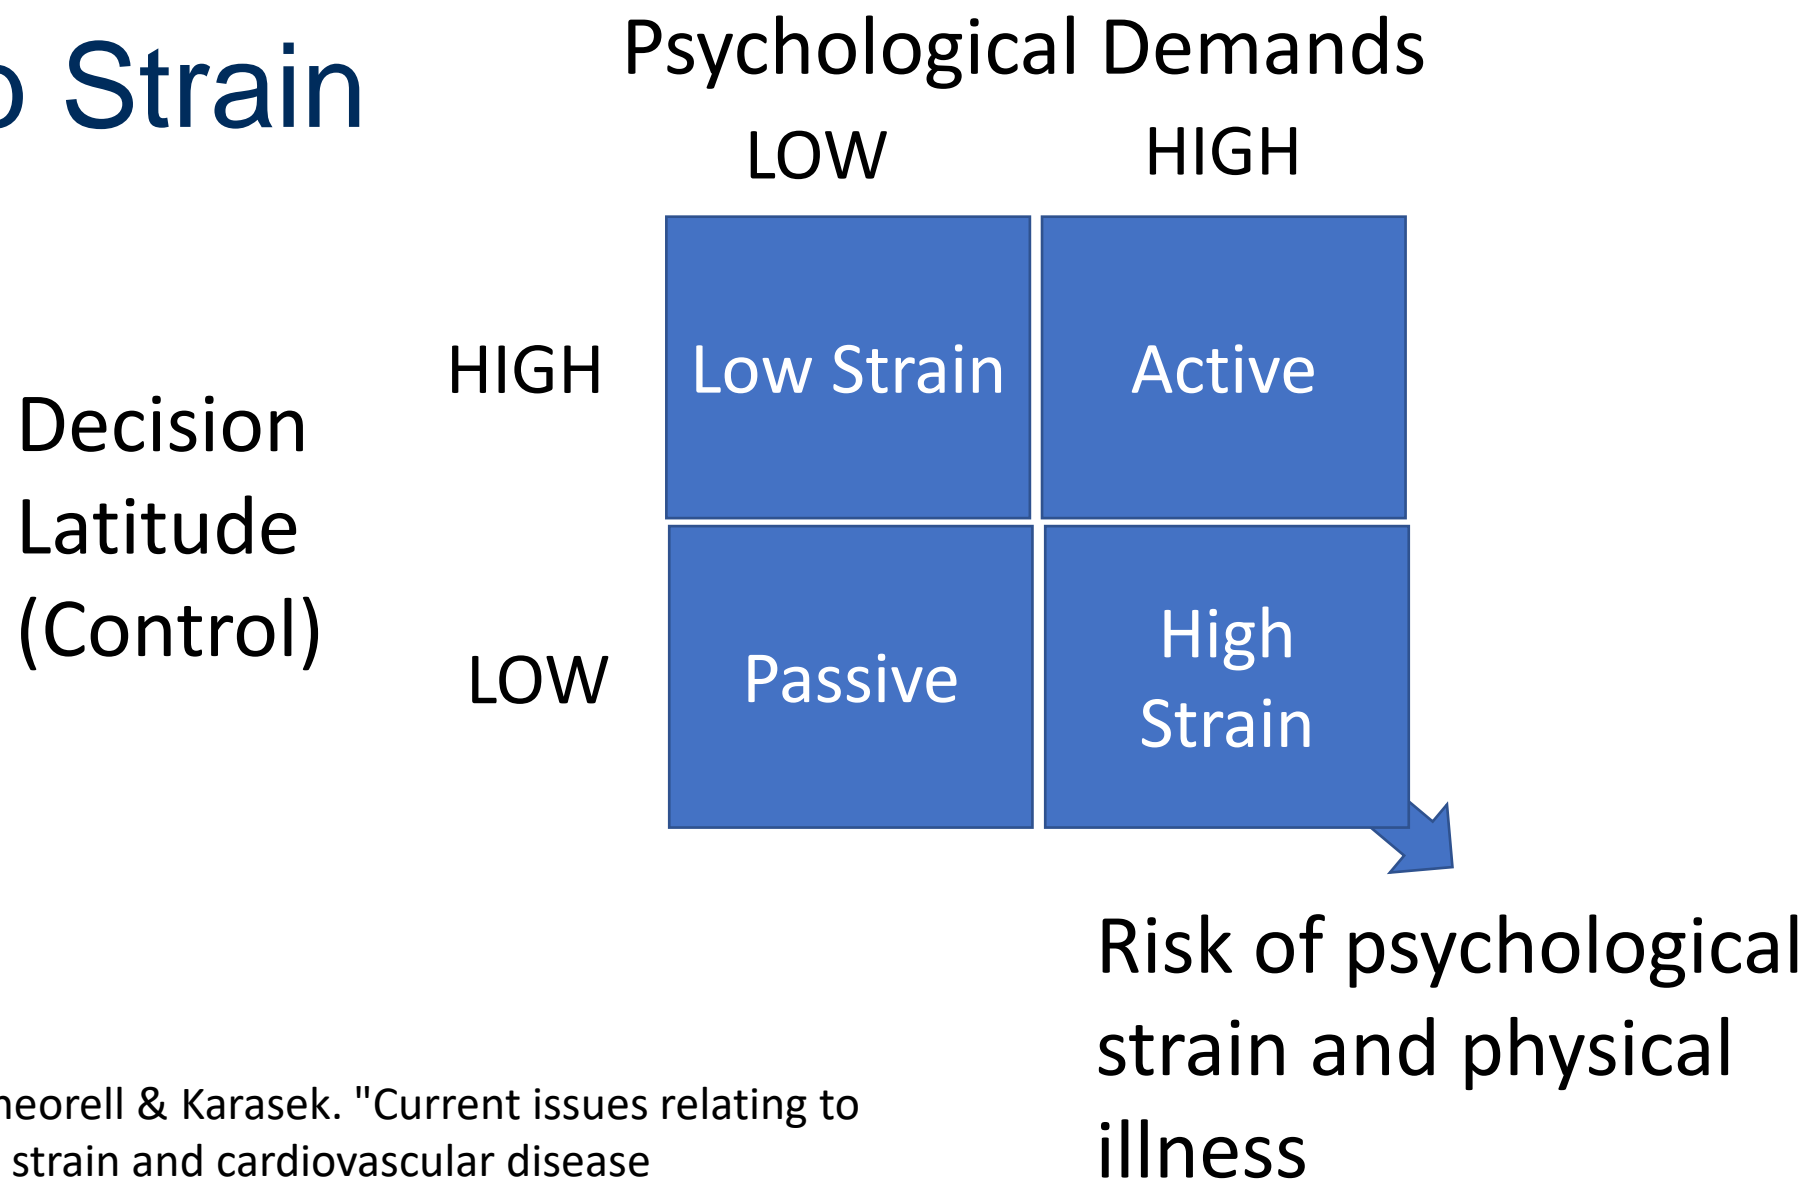 o Strain
Psychological Demands
LOW HIGH
HIGH
Low Strain
Active
Decision
Latitude
(Control)
LOW
Passive
High
Strain
Risk of psychological
strain and physical
illness
heorell & Karasek. "Current issues relating to
strain and cardiovascular disease